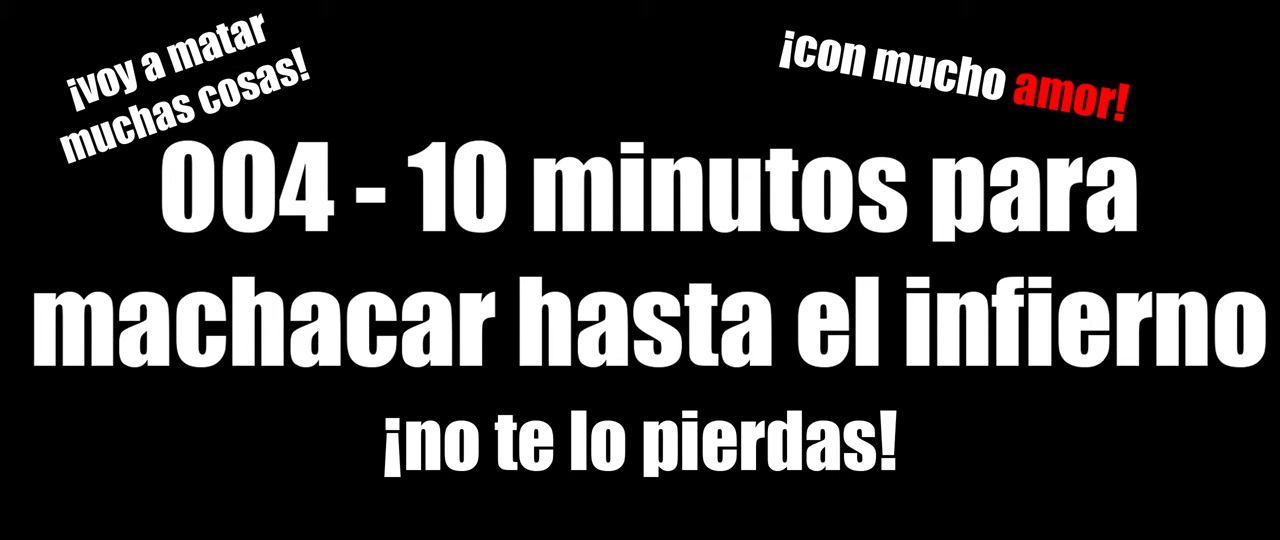 ¡voy a matar
muchas cosas!
¡con mucho amor!
004 - 10 minutos para
machacar hasta el infierno
¡no te lo pierdas!